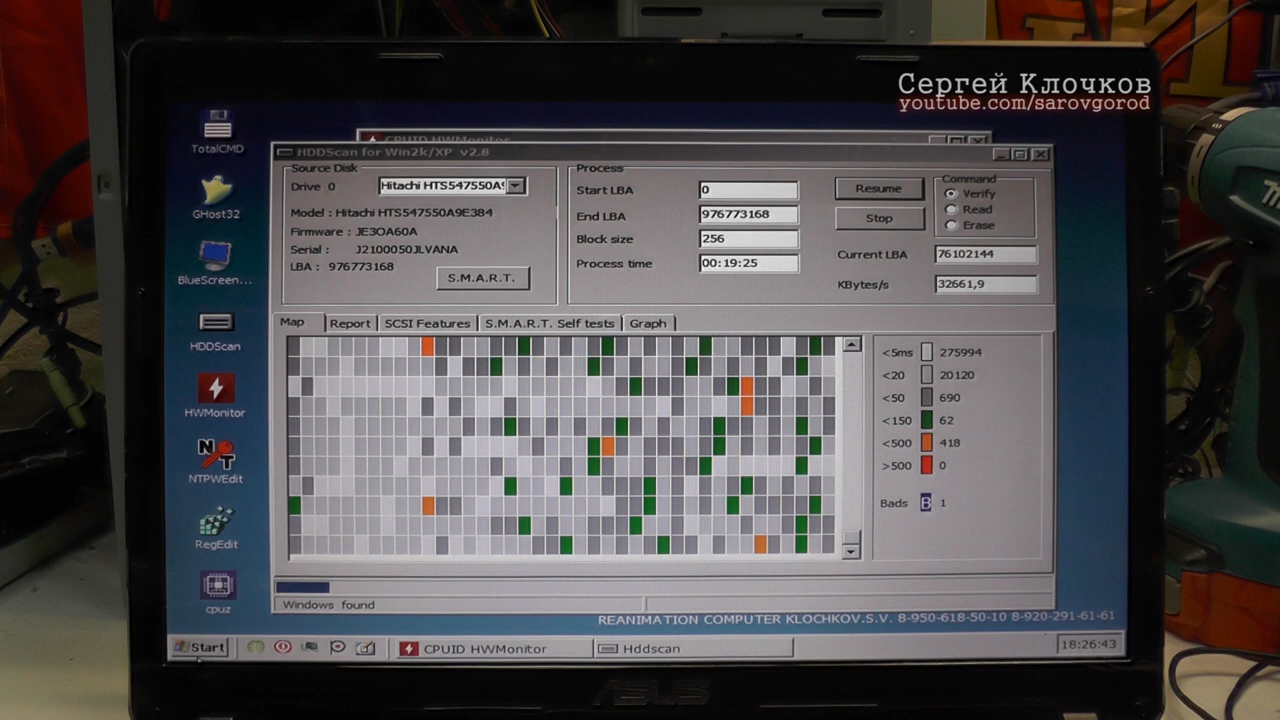 Сергей Клочков
youtube.com/sarovgorod
TotalCMD
GHost32
BlueScreen...
HDDScan
HWMonitor
NTPWEdit
RegEdit
cpuz
CPUID HWMonitor
HDDScan for Win2k/XP v2.8
Source Disk
Drive 0
Hitachi HTS547550A9
Model : Hitachi HTS547550A9E384
Firmware : JE3OA60A
Serial : J2100050JLVANA
LBA : 976773168
S.M.A.R.T.
Process
Start LBA 0
End LBA 976773168
Block size 256
Process time 00:19:25
Resume
Stop
Command
Verify
Read
Erase
Current LBA 76102144
KBytes/s 32661,9
Map Report SCSI Features S.M.A.R.T. Self tests Graph
<5ms 275994
<20 20120
<50 690
<150 62
<500 418
>500 0
Bads B 1
Windows found
REANIMATION COMPUTER KLOCHKOV.S.V. 8-950-618-50-10 8-920-291-61-61
Start
CPUID HWMonitor
Hddscan
18:26:43
ASUS